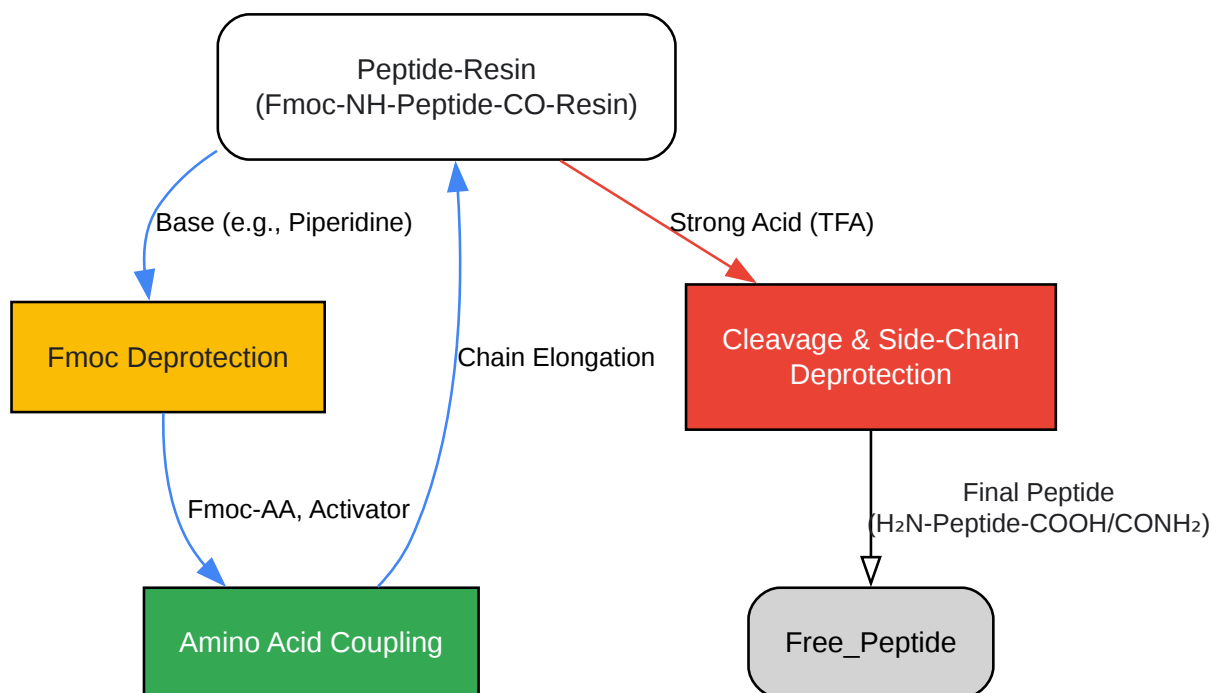 Peptide-Resin
(Fmoc-NH-Peptide-CO-Resin)
Base (e.g., Piperidine)
Strong Acid (TFA)
Fmoc Deprotection
Chain Elongation
Cleavage & Side-Chain
Deprotection
Fmoc-AA, Activator
Final Peptide
(H₂N-Peptide-COOH/CONH₂)
Amino Acid Coupling
Free_Peptide